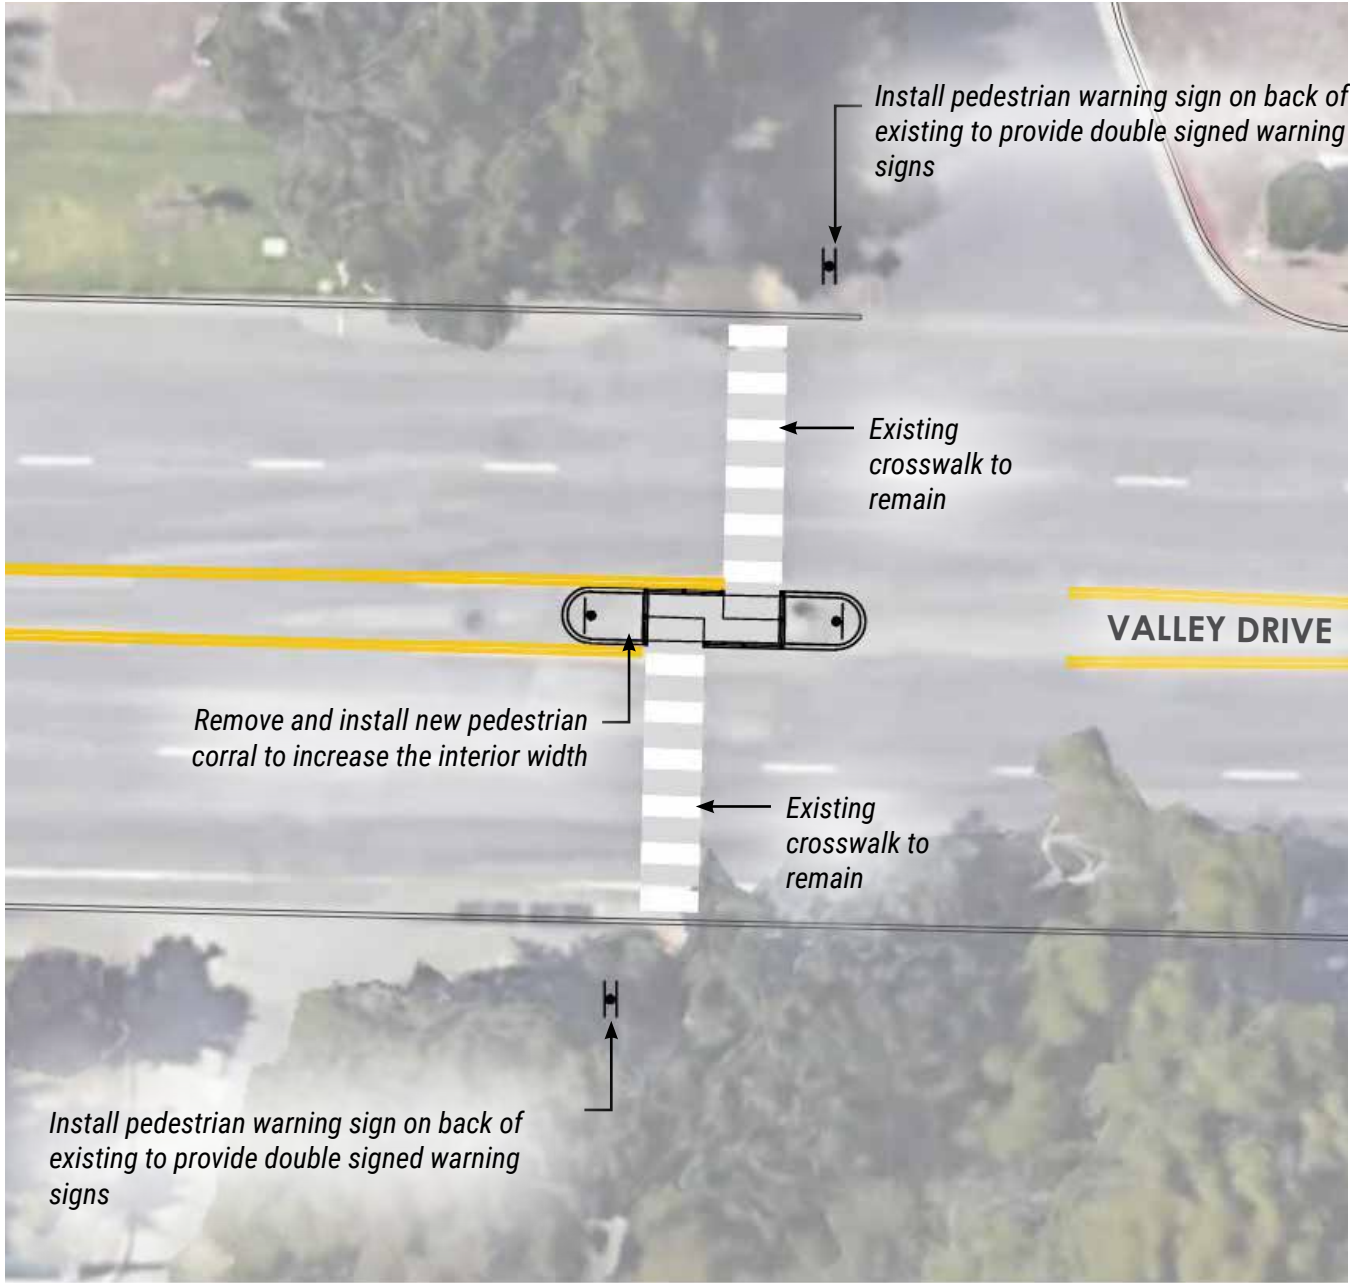 Install pedestrian warning sign on back of
existing to provide double signed warning
signs
Existing
crosswalk to
remain
VALLEY DRIVE
Remove and install new pedestrian
corral to increase the interior width
Existing
crosswalk to
remain
Install pedestrian warning sign on back of
existing to provide double signed warning
signs